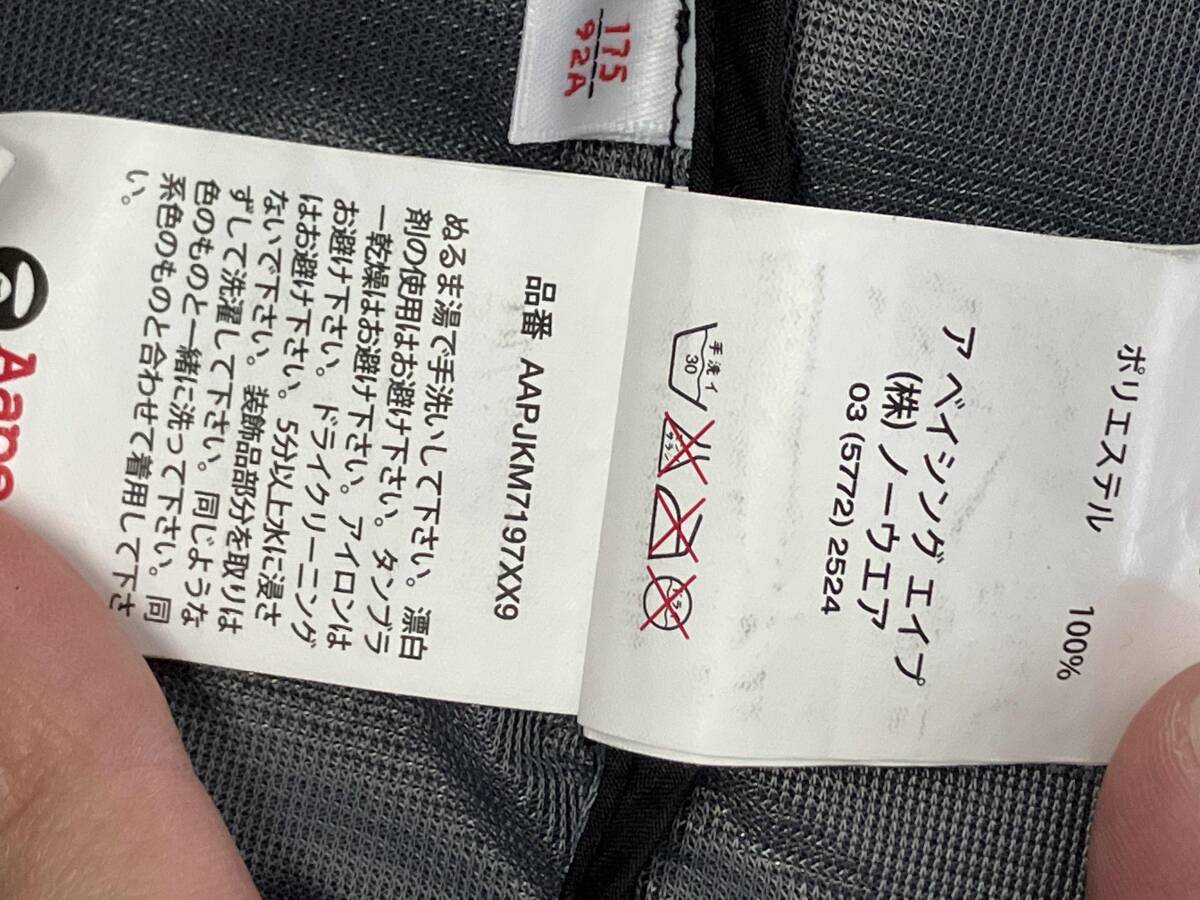 175
92A
ポリエステル 100%
ア ベイシング エイプ
(株)ノーウエア
03 (5772) 2524
手洗イ
30
品番 AAPJKM7197XX9
ぬるま湯で手洗いして下さい。漂白
剤の使用はお避け下さい。タンブラ
ー乾燥はお避け下さい。アイロンは
お避け下さい。ドライクリーニング
はお避け下さい。5分以上水に浸さ
ないで下さい。装飾品部分を取りは
ずして洗濯して下さい。同じような
色のものと一緒に洗って下さい。同
系色のものと合わせて着用して下さ
い。
Aape